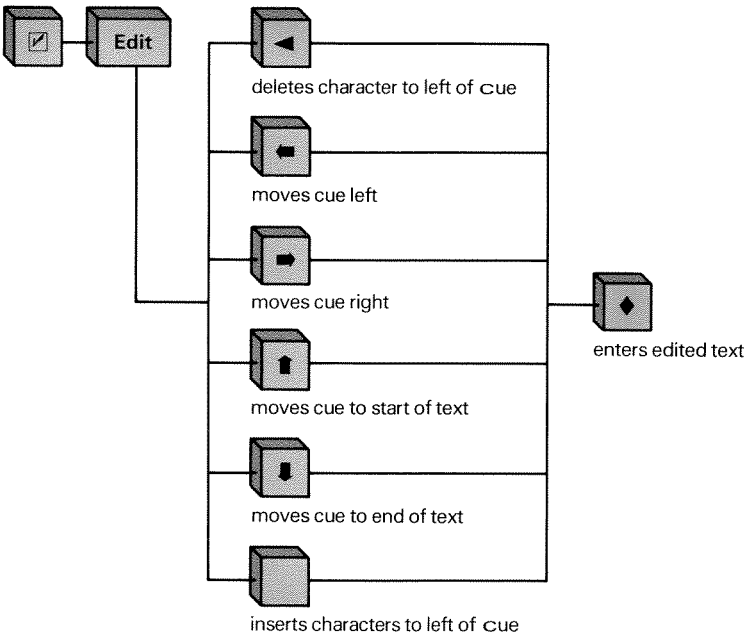 Edit
deletes character to left of cue
moves cue left
moves cue right
enters edited text
moves cue to start of text
moves cue to end of text
inserts characters to left of cue